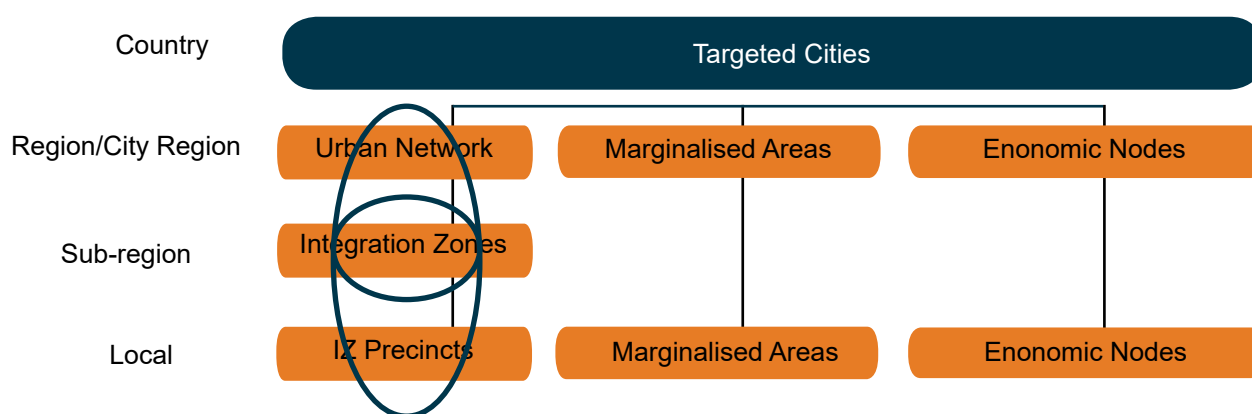 Country
Targeted Cities
Region/City Region
Urban Network
Marginalised Areas
Enonomic Nodes
Sub-region
Integration Zones
Local
IZ Precincts
Marginalised Areas
Enonomic Nodes